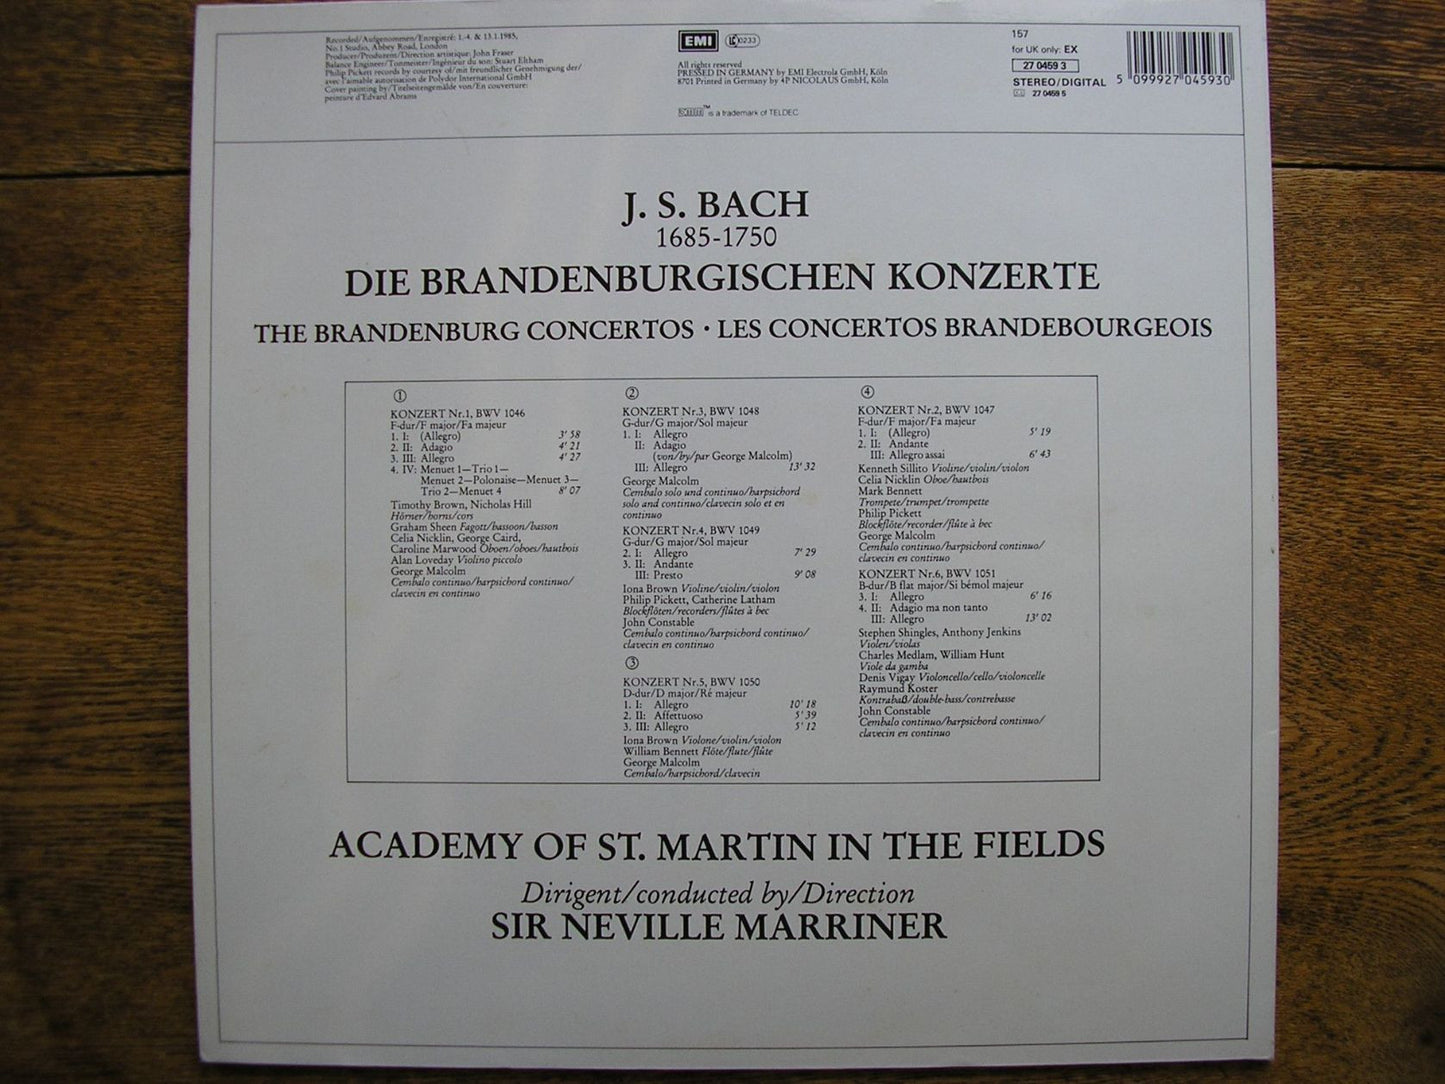 Recorded/Aufgenommen/Enregistré: 1.-4. & 13.1.1985,
No. 1 Studio, Abbey Road, London
Producer/Produzent/Direction artistique: John Fraser
Balance Engineer/Tonmeister/Ingénieur du son: Stuart Eltham
Philip Pickett records by courtesy of/mit freundlicher Genehmigung der/
avec l'aimable autorisation de Polydor International GmbH
Cover painting by/Titelseitengemälde von/En couverture:
peinture d'Edvard Abrams
EMI LC 0233
All rights reserved
PRESSED IN GERMANY by EMI Electrola GmbH, Köln
8701 Printed in Germany by 4P NICOLAUS GmbH, Köln
™ is a trademark of TELDEC
157
for UK only: EX
27 0459 3
STEREO/DIGITAL
27 0459 5
5 099927 045930
J. S. BACH
1685-1750
DIE BRANDENBURGISCHEN KONZERTE
THE BRANDENBURG CONCERTOS · LES CONCERTOS BRANDEBOURGEOIS
①
KONZERT Nr.1, BWV 1046
F-dur/F major/Fa majeur
1. I: (Allegro) 3' 58
2. II: Adagio 4' 21
3. III: Allegro 4' 27
4. IV: Menuet 1—Trio 1—
Menuet 2—Polonaise—Menuet 3—
Trio 2—Menuet 4 8' 07
Timothy Brown, Nicholas Hill
Hörner/horns/cors
Graham Sheen Fagott/bassoon/basson
Celia Nicklin, George Caird,
Caroline Marwood Oboen/oboes/hautbois
Alan Loveday Violino piccolo
George Malcolm
Cembalo continuo/harpsichord continuo/
clavecin en continuo
②
KONZERT Nr.3, BWV 1048
G-dur/G major/Sol majeur
1. I: Allegro
II: Adagio
(von/by/par George Malcolm)
III: Allegro 13' 32
George Malcolm
Cembalo solo und continuo/harpsichord
solo and continuo/clavecin solo et en
continuo
KONZERT Nr.4, BWV 1049
G-dur/G major/Sol majeur
2. I: Allegro 7' 29
3. II: Andante
III: Presto 9' 08
Iona Brown Violine/violin/violon
Philip Pickett, Catherine Latham
Blockflöten/recorders/flûtes à bec
John Constable
Cembalo continuo/harpsichord continuo/
clavecin en continuo
③
KONZERT Nr.5, BWV 1050
D-dur/D major/Ré majeur
1. I: Allegro 10' 18
2. II: Affettuoso 5' 39
3. III: Allegro 5' 12
Iona Brown Violone/violin/violon
William Bennett Flöte/flute/flûte
George Malcolm
Cembalo/harpsichord/clavecin
④
KONZERT Nr.2, BWV 1047
F-dur/F major/Fa majeur
1. I: (Allegro) 5' 19
2. II: Andante
III: Allegro assai 6' 43
Kenneth Sillito Violine/violin/violon
Celia Nicklin Oboe/hautbois
Mark Bennett
Trompete/trumpet/trompette
Philip Pickett
Blockflöte/recorder/flûte à bec
George Malcolm
Cembalo continuo/harpsichord continuo/
clavecin en continuo
KONZERT Nr.6, BWV 1051
B-dur/B flat major/Si bémol majeur
3. I: Allegro 6' 16
4. II: Adagio ma non tanto
III: Allegro 13' 02
Stephen Shingles, Anthony Jenkins
Violen/violas
Charles Medlam, William Hunt
Viole da gamba
Denis Vigay Violoncello/cello/violoncelle
Raymund Koster
Kontrabaß/double-bass/contrebasse
John Constable
Cembalo continuo/harpsichord continuo/
clavecin en continuo
ACADEMY OF ST. MARTIN IN THE FIELDS
Dirigent/conducted by/Direction
SIR NEVILLE MARRINER